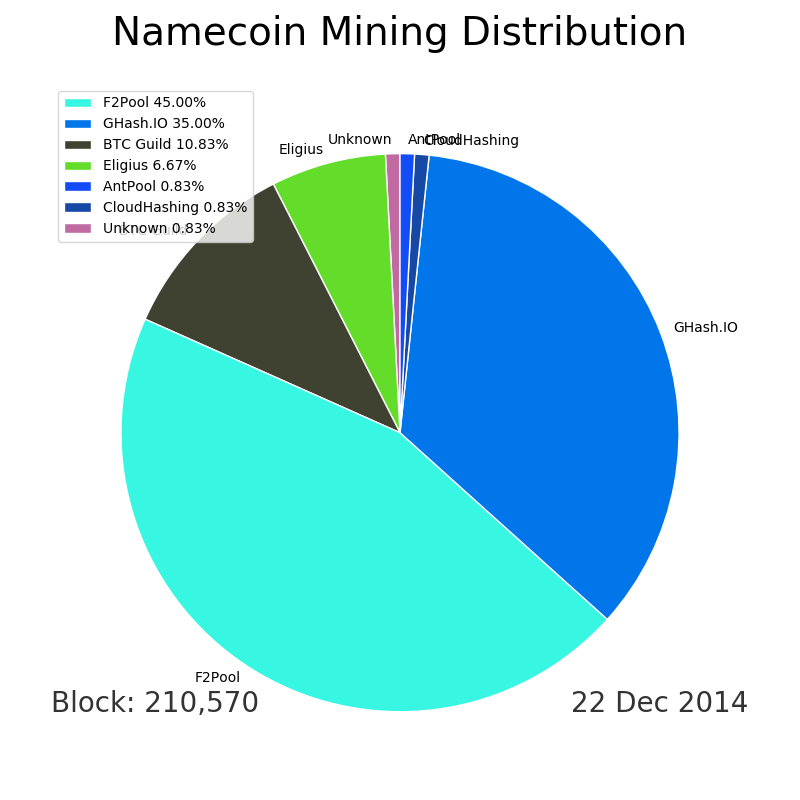 Namecoin Mining Distribution
F2Pool 45.00%
GHash.IO 35.00%
BTC Guild 10.83%
Eligius 6.67%
AntPool 0.83%
CloudHashing 0.83%
Unknown 0.83%
Eligius
Unknown
AntPool
CloudHashing
GHash.IO
F2Pool
Block: 210,570
22 Dec 2014